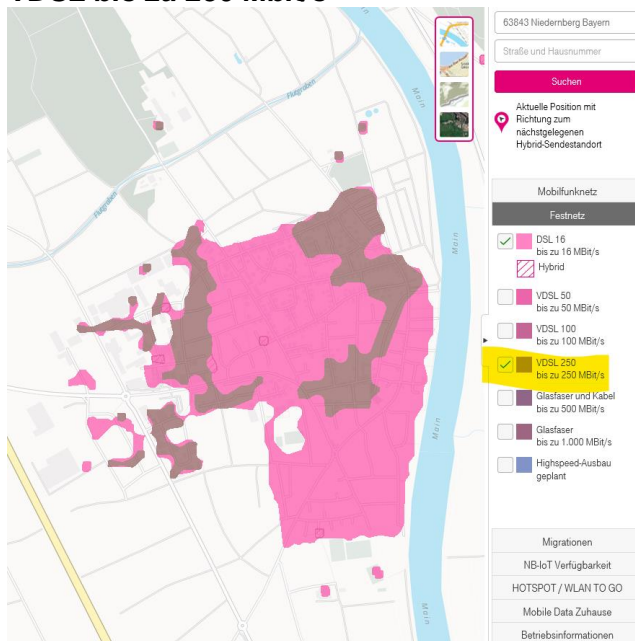 VDSL bis zu 250 Mbit/s
63843 Niedernberg Bayern
Straße und Hausnummer
Suchen
Aktuelle Position mit
Richtung zum
nächstgelegenen
Hybrid-Sendestandort
Mobilfunknetz
Festnetz
DSL 16
bis zu 16 MBit/s
Hybrid
VDSL 50
bis zu 50 MBit/s
VDSL 100
bis zu 100 MBit/s
VDSL 250
bis zu 250 MBit/s
Glasfaser und Kabel
bis zu 500 MBit/s
Glasfaser
bis zu 1.000 MBit/s
Highspeed-Ausbau
geplant
Migrationen
NB-IoT Verfügbarkeit
HOTSPOT / WLAN TO GO
Mobile Data Zuhause
Betriebsinformationen
Flutgraben
Flutgraben
Main
Main
Main
Main
Main